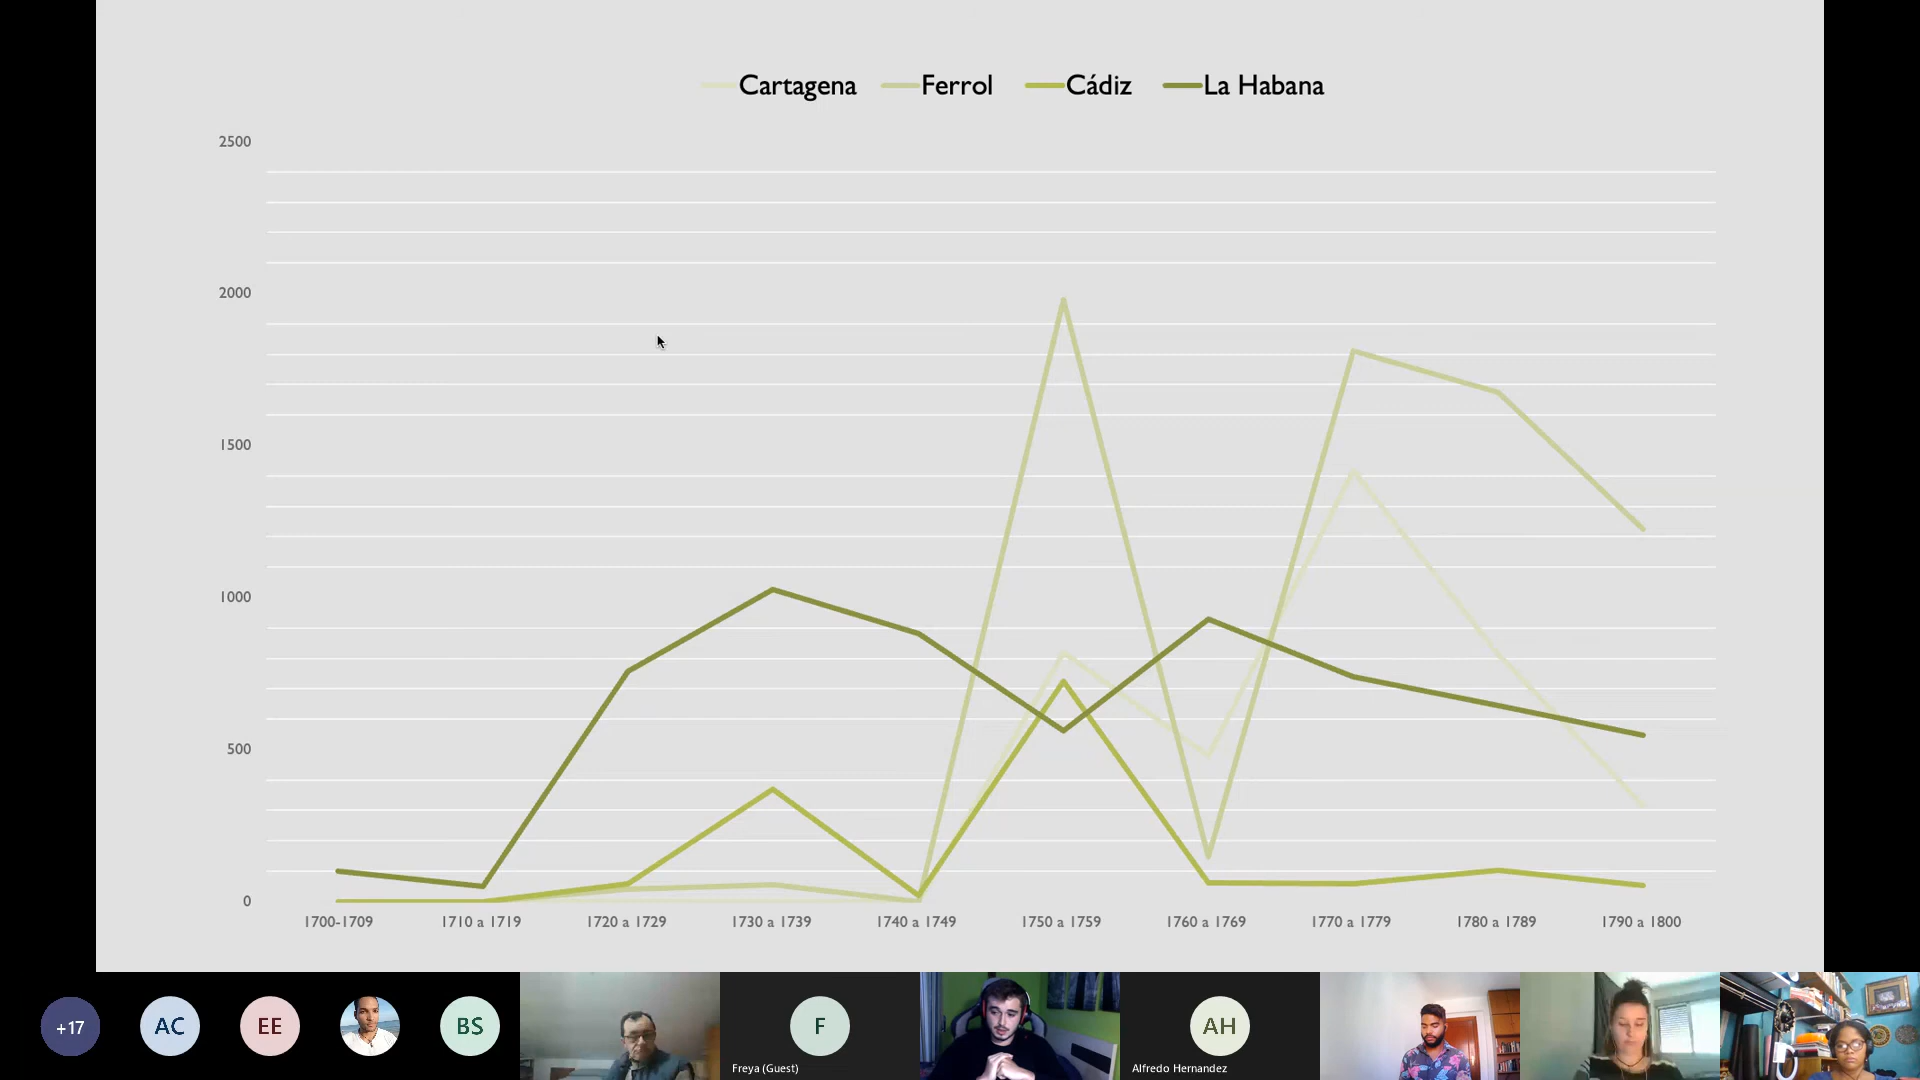 Cartagena Ferrol Cádiz La Habana
2500
2000
1500
1000
500
0
1700-1709 1710 a 1719 1720 a 1729 1730 a 1739 1740 a 1749 1750 a 1759 1760 a 1769 1770 a 1779 1780 a 1789 1790 a 1800
+17 AC EE BS F AH
Freya (Guest) Alfredo Hernandez